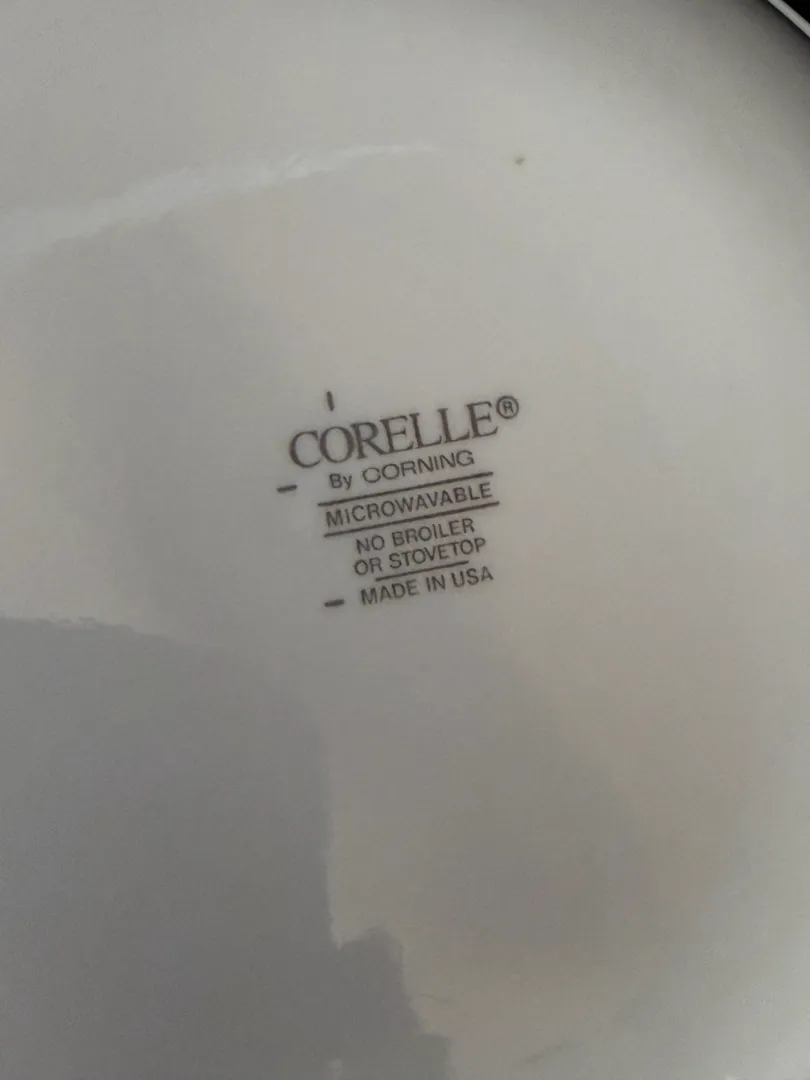 CORELLE®
By CORNING
MICROWAVABLE
NO BROILER
OR STOVETOP
MADE IN USA